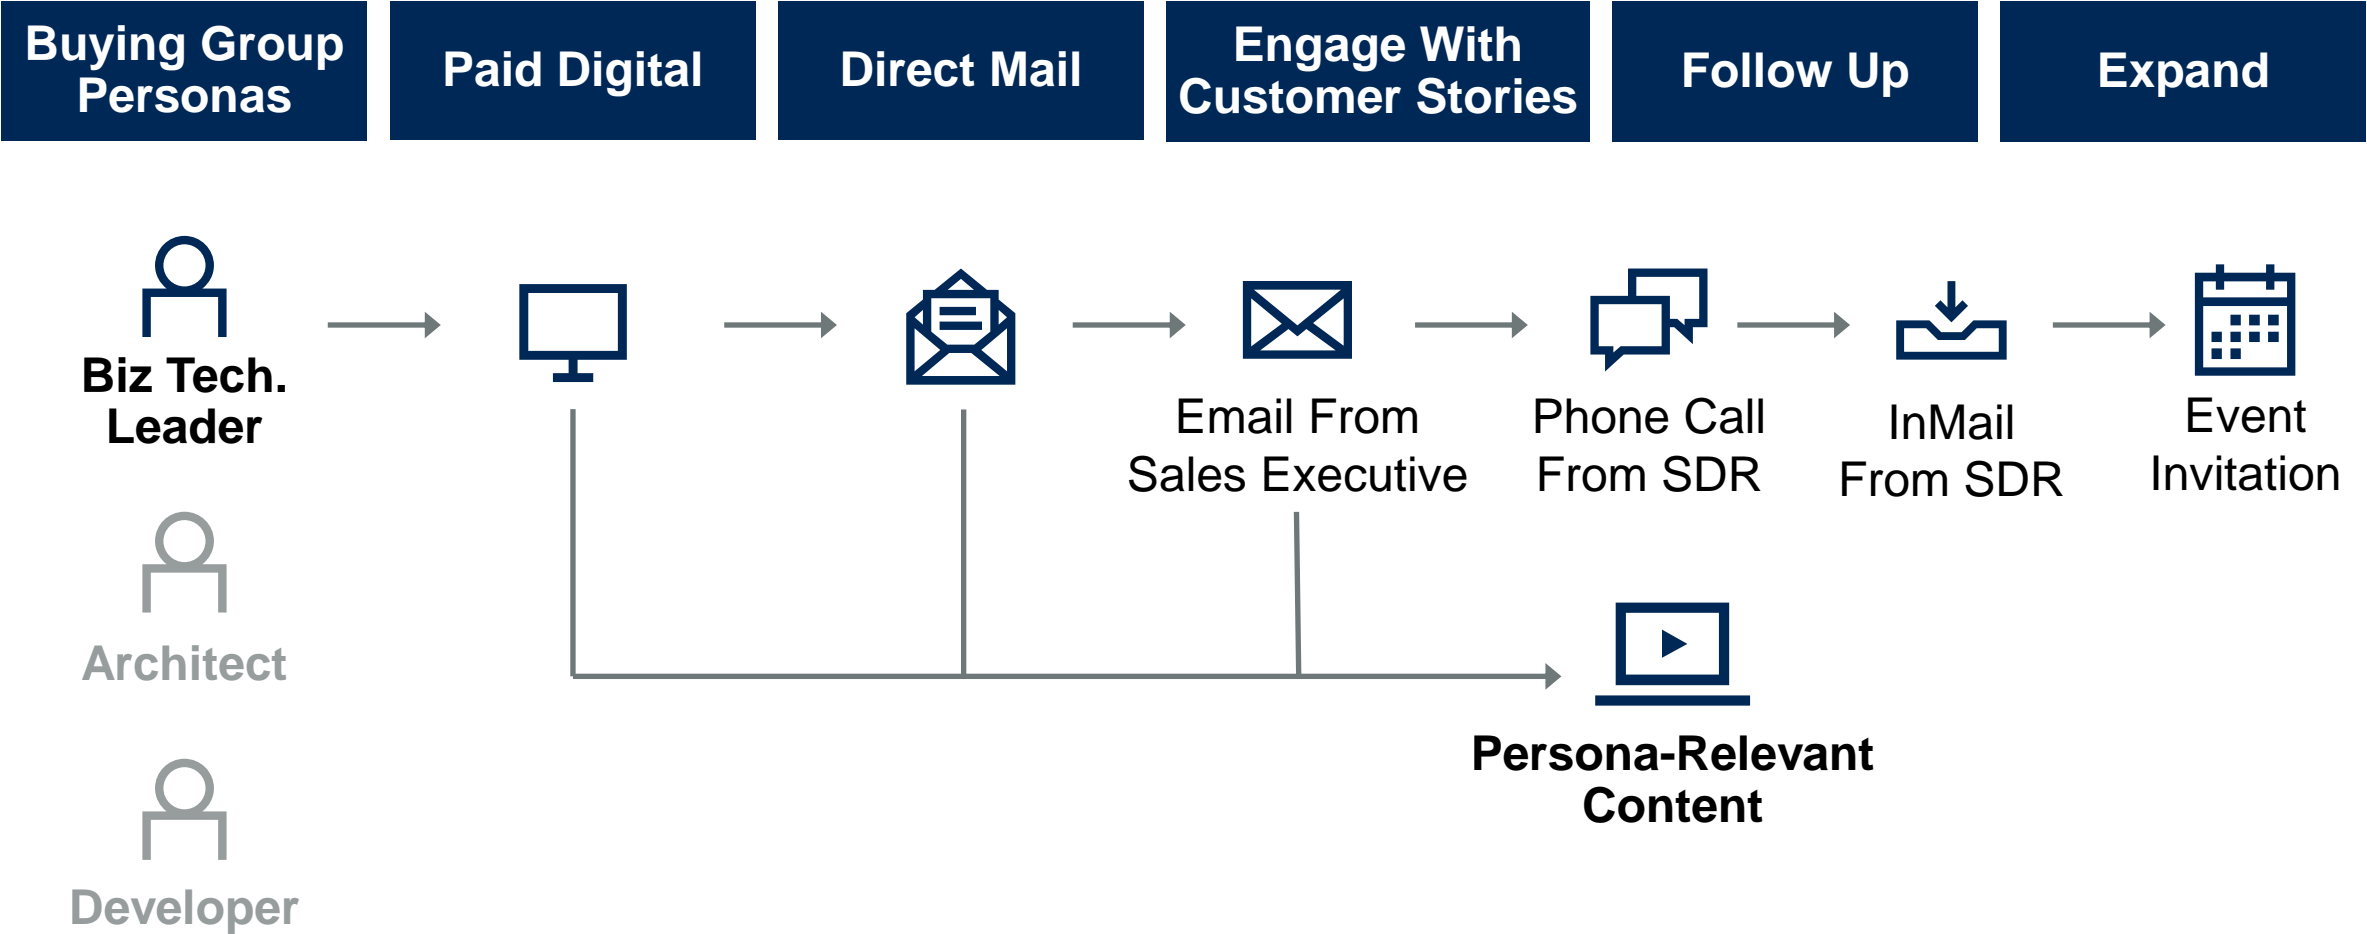 Buying Group
Personas
Paid Digital
Direct Mail
Engage With
Customer Stories
Follow Up
Expand
Biz Tech.
Leader
Email From
Sales Executive
Phone Call
From SDR
InMail
From SDR
Event
Invitation
Architect
Persona-Relevant
Content
Developer